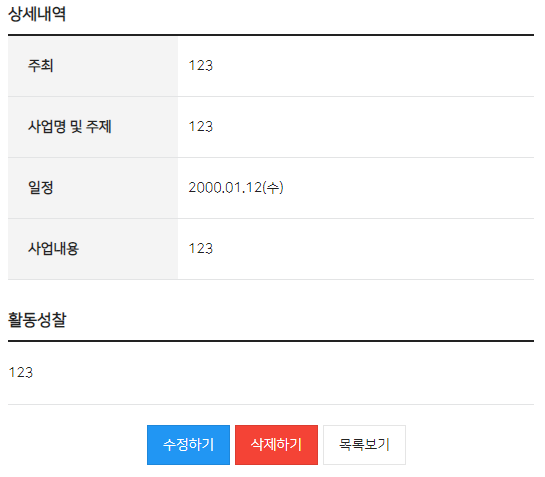 상세내역
주최 123
사업명 및 주제 123
일정 2000.01.12(수)
사업내용 123
활동성찰
123
수정하기 삭제하기 목록보기